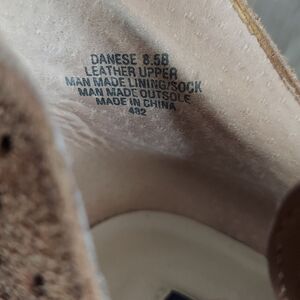 DANESE 8.5B
LEATHER UPPER
MAN MADE LINING/SOCK
MAN MADE OUTSOLE
MADE IN CHINA
482